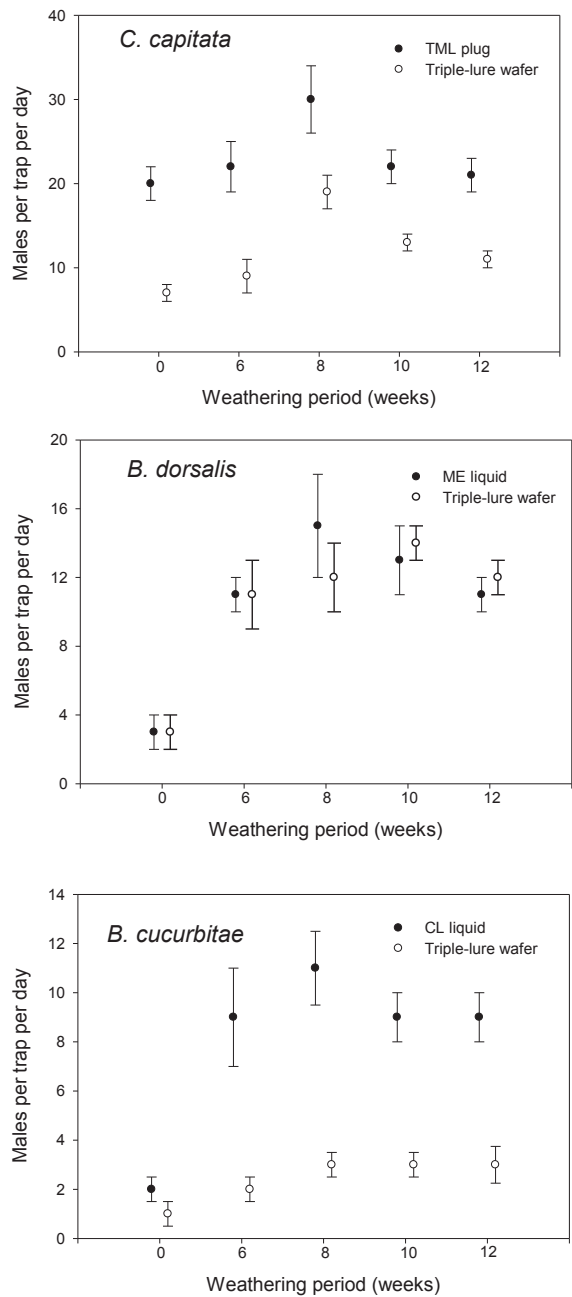 C. capitata
TML plug
Triple-lure wafer
Males per trap per day
40
30
20
10
0
0 6 8 10 12
Weathering period (weeks)
B. dorsalis
ME liquid
Triple-lure wafer
Males per trap per day
20
16
12
8
4
0
0 6 8 10 12
Weathering period (weeks)
B. cucurbitae
CL liquid
Triple-lure wafer
Males per trap per day
14
12
10
8
6
4
2
0
0 6 8 10 12
Weathering period (weeks)